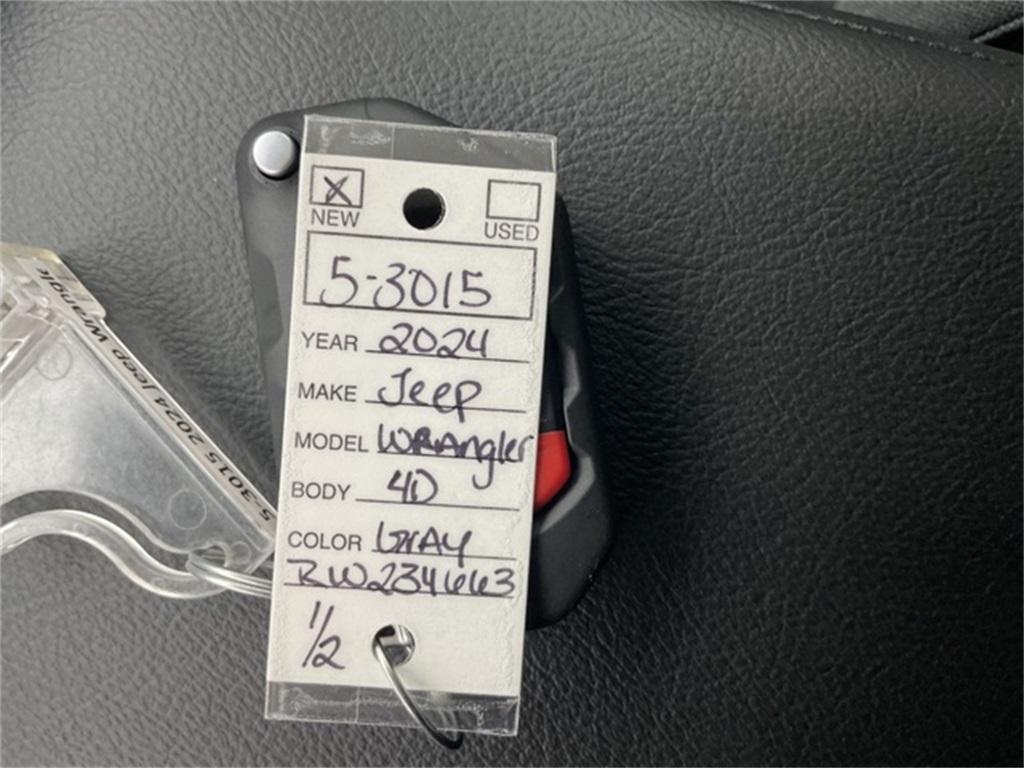 X
NEW
USED
5-3015
YEAR 2024
MAKE Jeep
MODEL WRAngler
BODY 4D
COLOR GrAy
RW234663
1/2
5-3015 2024 Jeep Wrangle